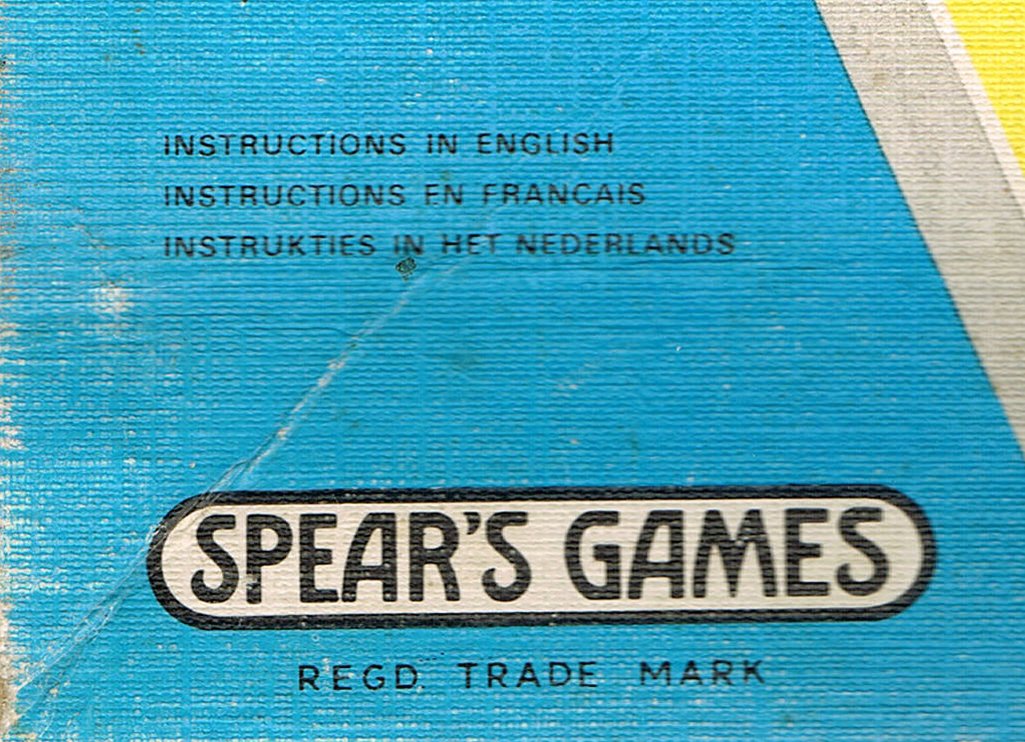 INSTRUCTIONS IN ENGLISH
INSTRUCTIONS EN FRANCAIS
INSTRUKTIES IN HET NEDERLANDS
SPEAR'S GAMES
REGD. TRADE MARK